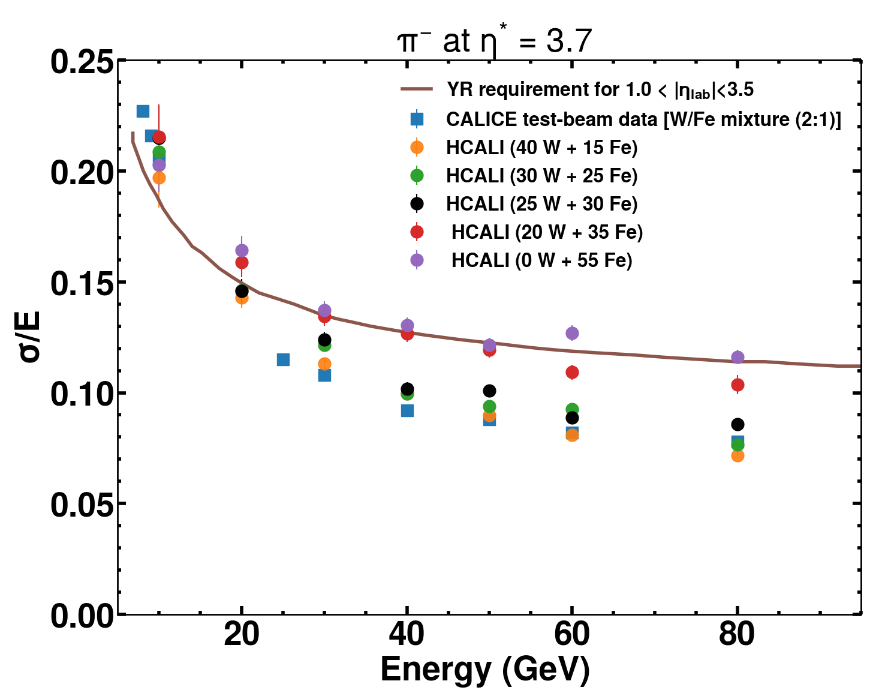 π⁻ at η* = 3.7
0.25
0.20
0.15
0.10
0.05
0.00
σ/E
YR requirement for 1.0 < |ηlab|<3.5
CALICE test-beam data [W/Fe mixture (2:1)]
HCALI (40 W + 15 Fe)
HCALI (30 W + 25 Fe)
HCALI (25 W + 30 Fe)
HCALI (20 W + 35 Fe)
HCALI (0 W + 55 Fe)
20 40 60 80
Energy (GeV)